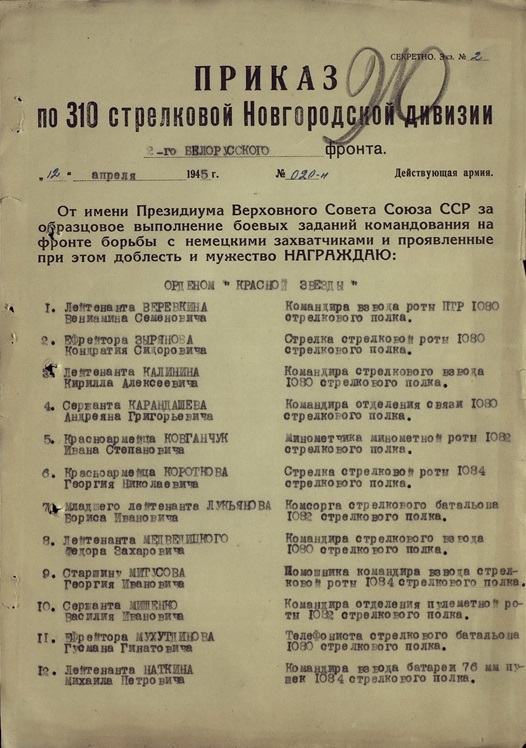 СЕКРЕТНО. Экз. № 2
ПРИКАЗ
по 310 стрелковой Новгородской дивизии
2-го БЕЛОРУССКОГО фронта.
„12" апреля 1945 г. № 020-н Действующая армия.
От имени Президиума Верховного Совета Союза ССР за
образцовое выполнение боевых заданий командования на
фронте борьбы с немецкими захватчиками и проявленные
при этом доблесть и мужество НАГРАЖДАЮ:
ОРДЕНОМ " КРАСНОЙ ЗВЕЗДЫ "
1. Лейтенанта ВЕРЕВКИНА Командира взвода роты ПТР 1080
Вениамина Семеновича стрелкового полка.
2. Ефрейтора ЗЫРЯНОВА Стрелка стрелковой роты 1080
Кондратия Сидоровича стрелкового полка.
3. Лейтенанта КАЛИНИНА Командира стрелкового взвода
Кирилла Алексеевича 1080 стрелкового полка.
4. Сержанта КАРАНДАШЕВА Командира отделения связи 1080
Андреяна Григорьевича стрелкового полка.
5. Красноармейца КОВГАНЧУК Минометчика минометной роты 1082
Ивана Степановича стрелкового полка.
6. Красноармейца КОРОТКОВА Стрелка стрелковой роты 1084
Георгия Николаевича стрелкового полка.
7. Младшего лейтенанта ЛУКЬЯНОВА Комсорга стрелкового батальона
Бориса Ивановича 1082 стрелкового полка.
8. Лейтенанта МЕДВЕДИЦКОГО Командира стрелкового взвода
Федора Захаровича 1080 стрелкового полка.
9. Старшину МИТУСОВА Помошника командира взвода стрел-
Георгия Ивановича ковой роты 1084 стрелкового полка.
10. Сержанта МИШЕНКО Командира отделения пулеметной ро-
Василия Ивановича ты 1082 стрелкового полка.
11. Ефрейтора МУХУТДИНОВА Телефониста стрелкового батальона
Гусмана Гинатовича 1080 стрелкового полка.
12. Лейтенанта НАТКИНА Командира взвода батареи 76 мм пу-
Михаила Петровича шек 1084 стрелкового полка.